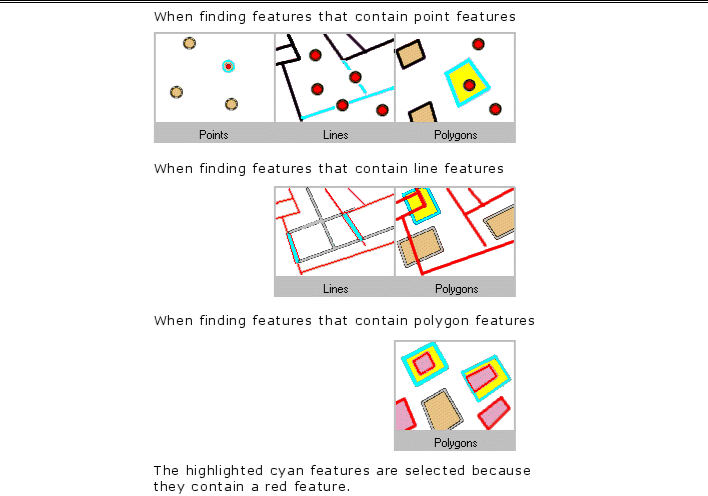 When finding features that contain point features
Points
Lines
Polygons
When finding features that contain line features
Lines
Polygons
When finding features that contain polygon features
Polygons
The highlighted cyan features are selected because
they contain a red feature.